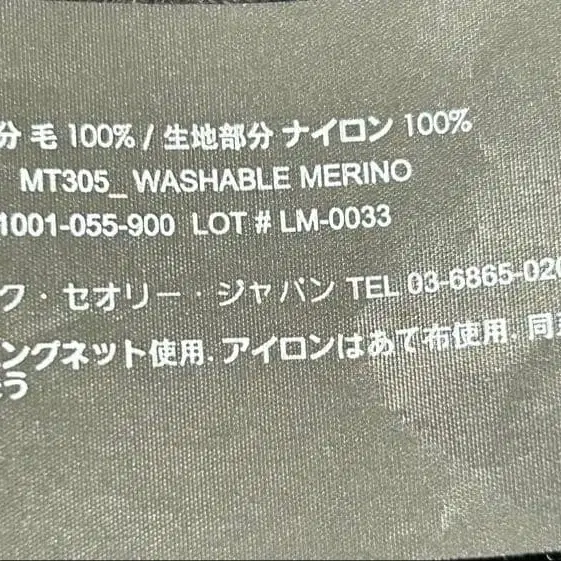 分 毛 100% / 生地部分 ナイロン 100%
MT305_ WASHABLE MERINO
1001-055-900 LOT # LM-0033
ク・セオリー・ジャパン TEL 03-6865-020
ングネット使用. アイロンはあて布使用. 同
う